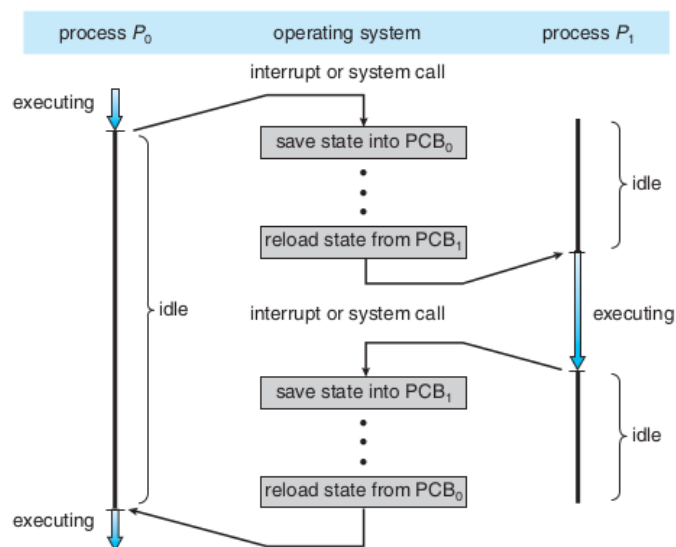 process P₀ operating system process P₁
interrupt or system call
executing
save state into PCB₀
idle
reload state from PCB₁
idle
interrupt or system call
executing
save state into PCB₁
idle
reload state from PCB₀
executing